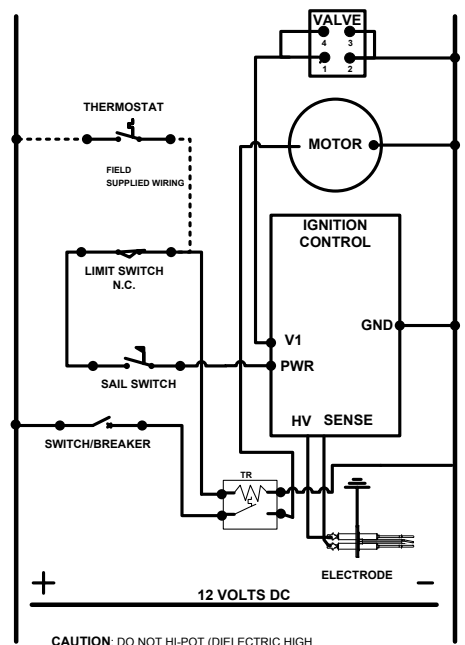 VALVE
4 3
1 2
THERMOSTAT
MOTOR
FIELD
SUPPLIED WIRING
IGNITION
CONTROL
LIMIT SWITCH
N.C.
GND
V1
PWR
SAIL SWITCH
HV SENSE
SWITCH/BREAKER
TR
ELECTRODE
+ −
12 VOLTS DC
CAUTION: DO NOT HI-POT (DIELECTRIC HIGH